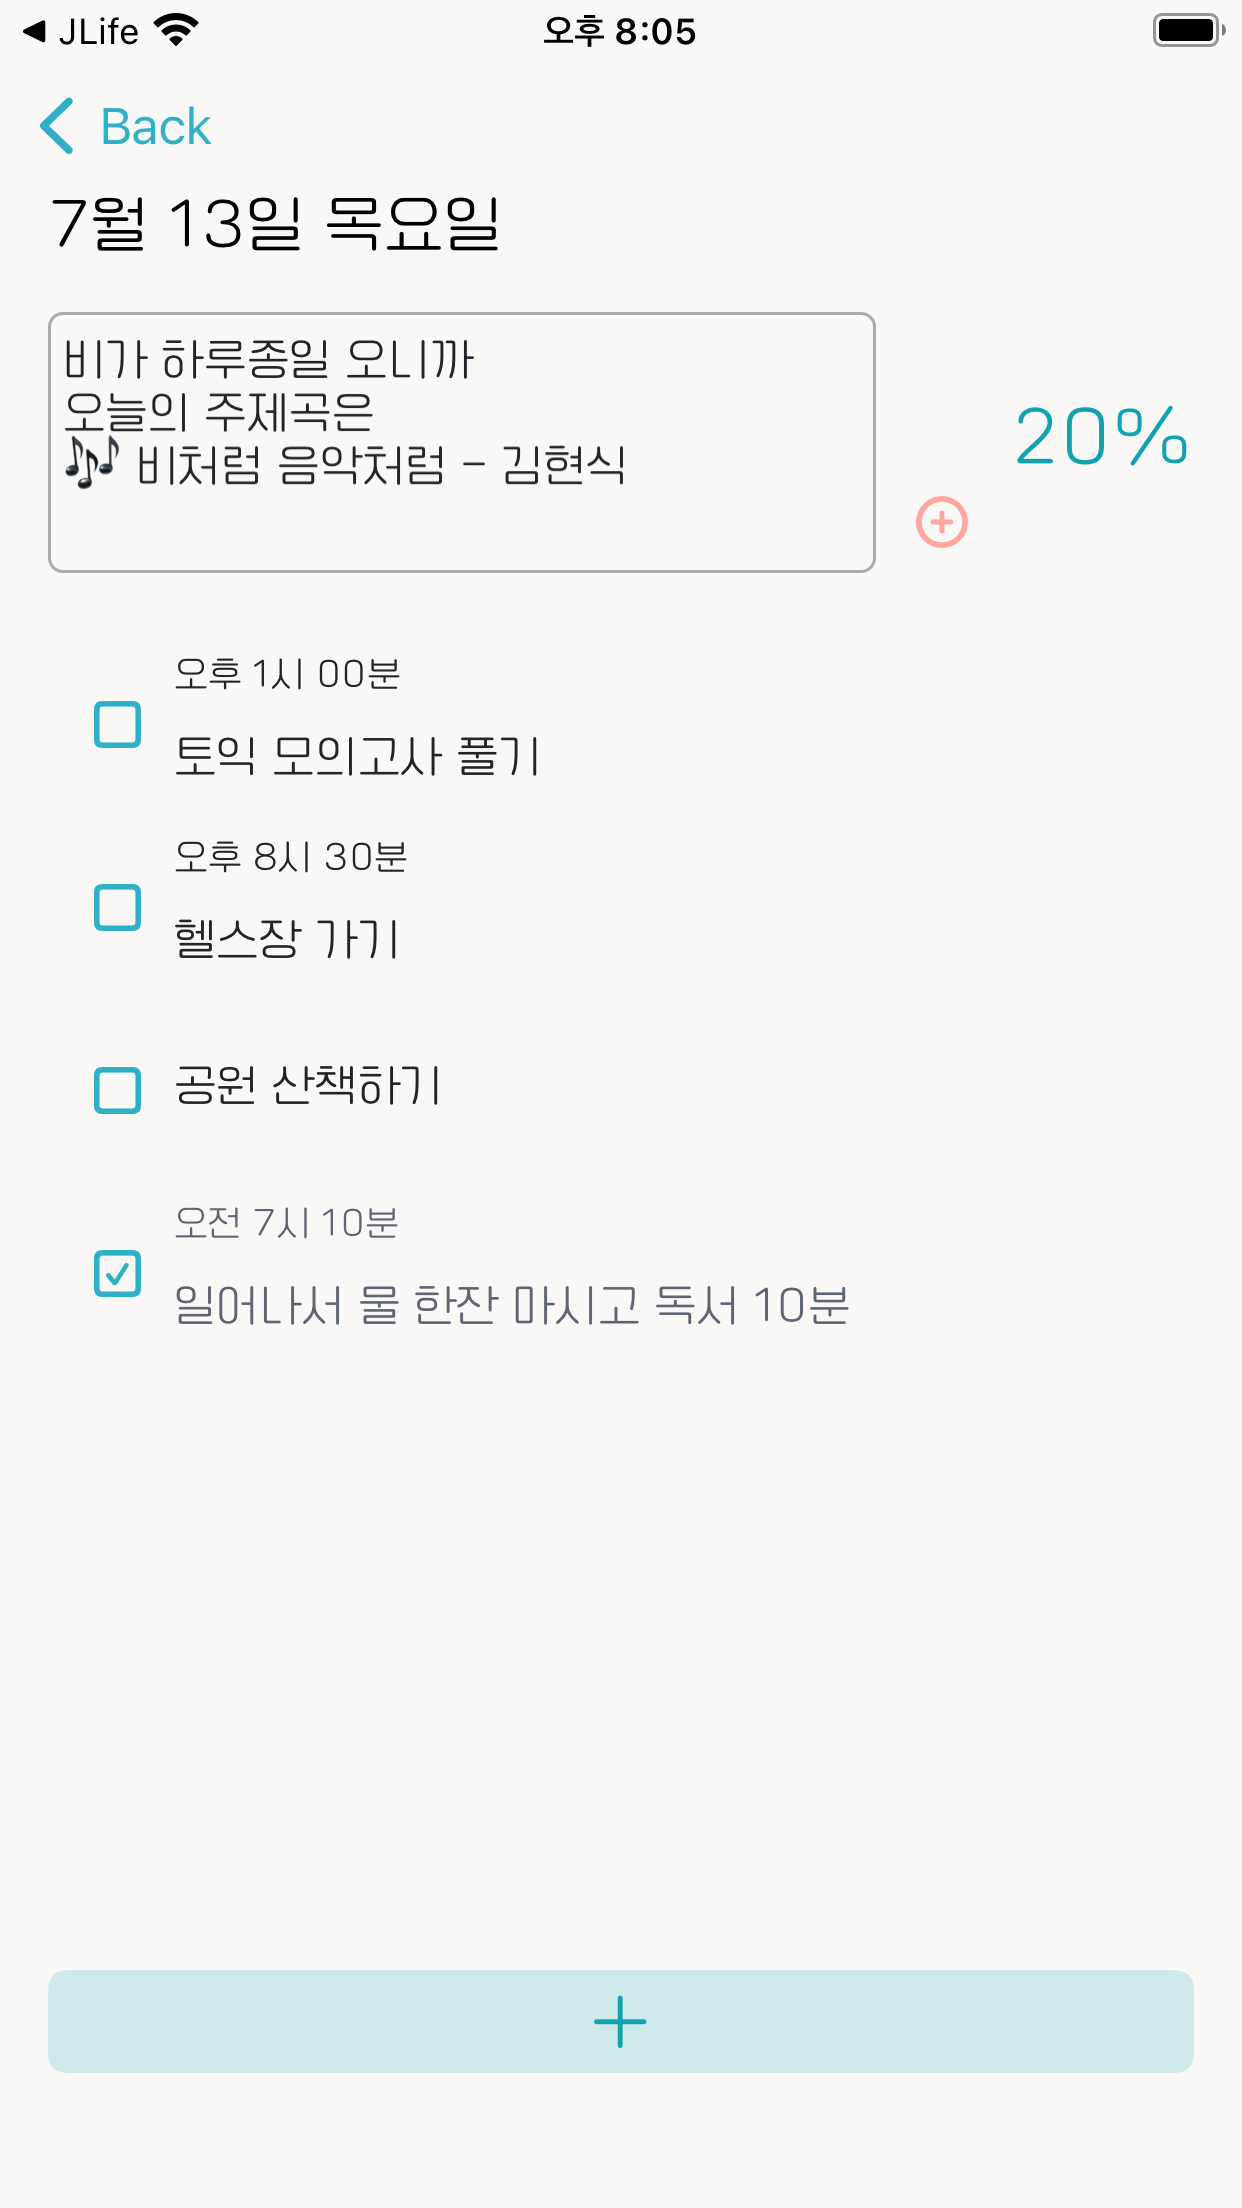 JLife
오후 8:05
Back
7월 13일 목요일
비가 하루종일 오니까
오늘의 주제곡은
🎶 비처럼 음악처럼 - 김현식
20%
오후 1시 00분
토익 모의고사 풀기
오후 8시 30분
헬스장 가기
공원 산책하기
오전 7시 10분
일어나서 물 한잔 마시고 독서 10분